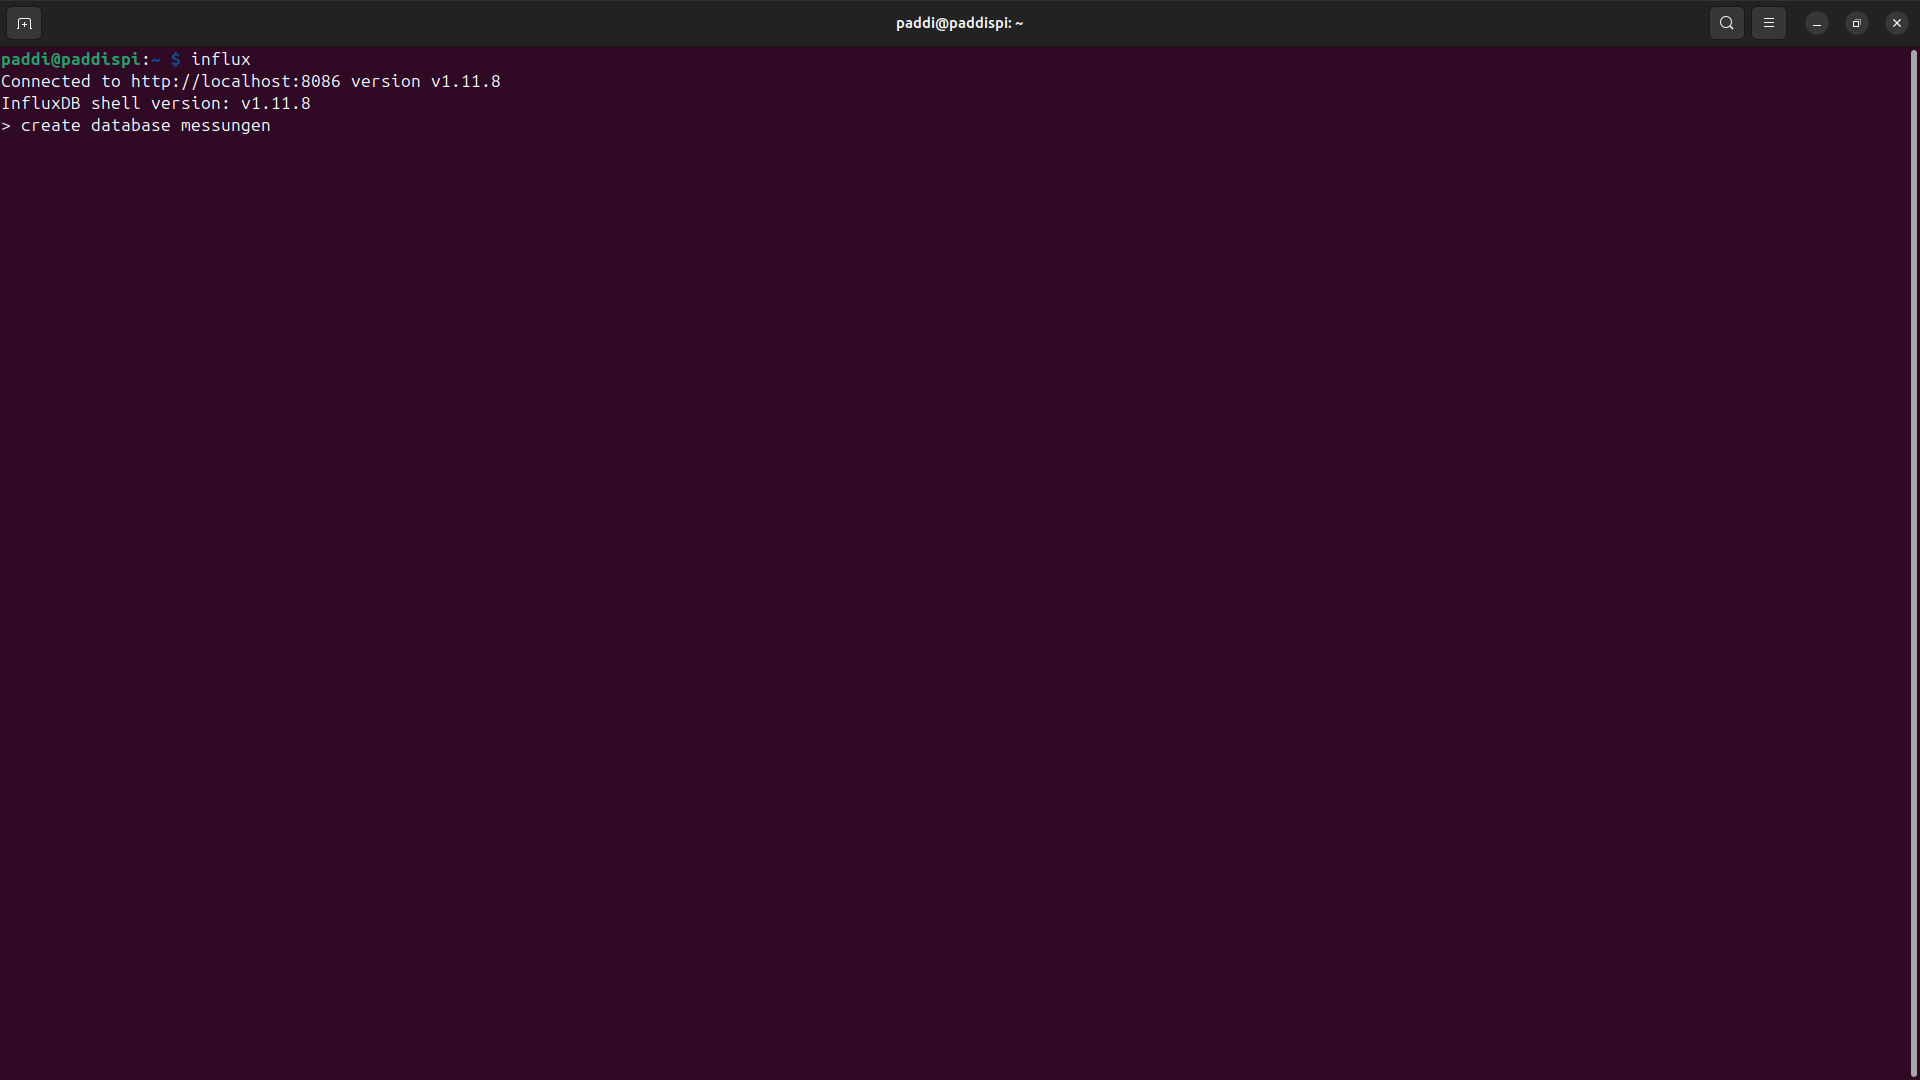 paddi@paddispi: ~
paddi@paddispi:~ $ influx
Connected to http://localhost:8086 version v1.11.8
InfluxDB shell version: v1.11.8
> create database messungen